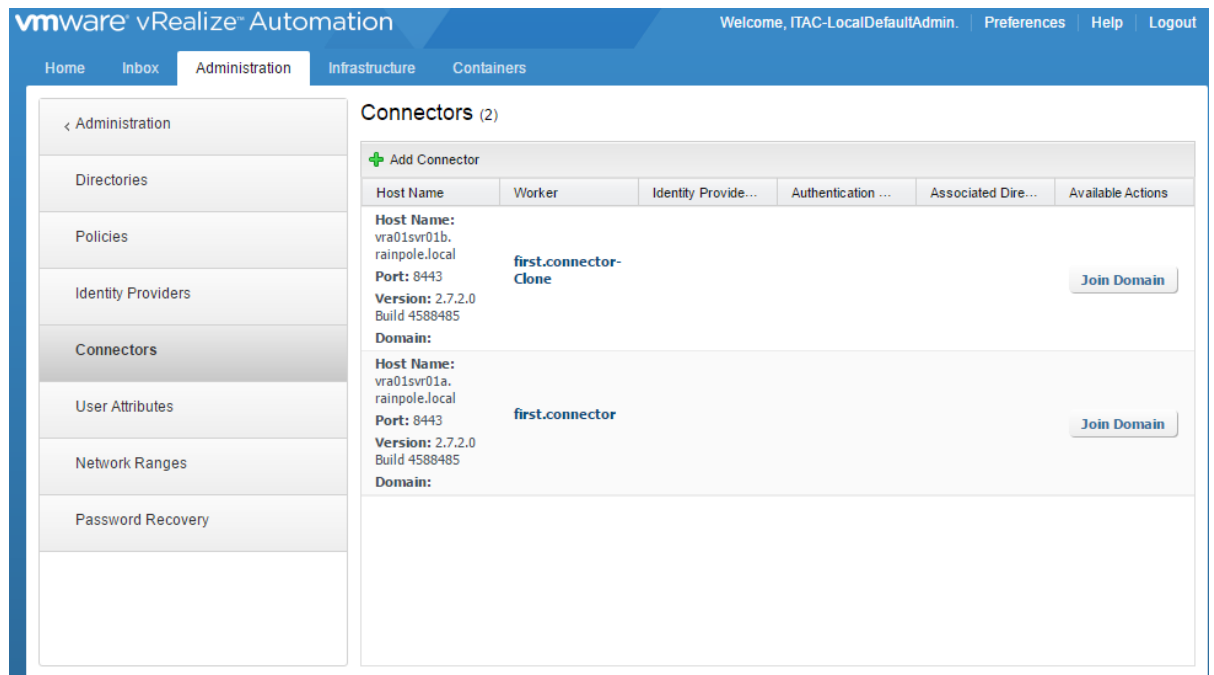 vmware vRealize Automation
Welcome, ITAC-LocalDefaultAdmin. Preferences Help Logout
Home Inbox Administration Infrastructure Containers
< Administration
Directories
Policies
Identity Providers
Connectors
User Attributes
Network Ranges
Password Recovery
Connectors (2)
Add Connector
Host Name Worker Identity Provide... Authentication ... Associated Dire... Available Actions
Host Name:
vra01svr01b.
rainpole.local
Port: 8443
Version: 2.7.2.0
Build 4588485
Domain:
first.connector-
Clone
Join Domain
Host Name:
vra01svr01a.
rainpole.local
Port: 8443
Version: 2.7.2.0
Build 4588485
Domain:
first.connector
Join Domain